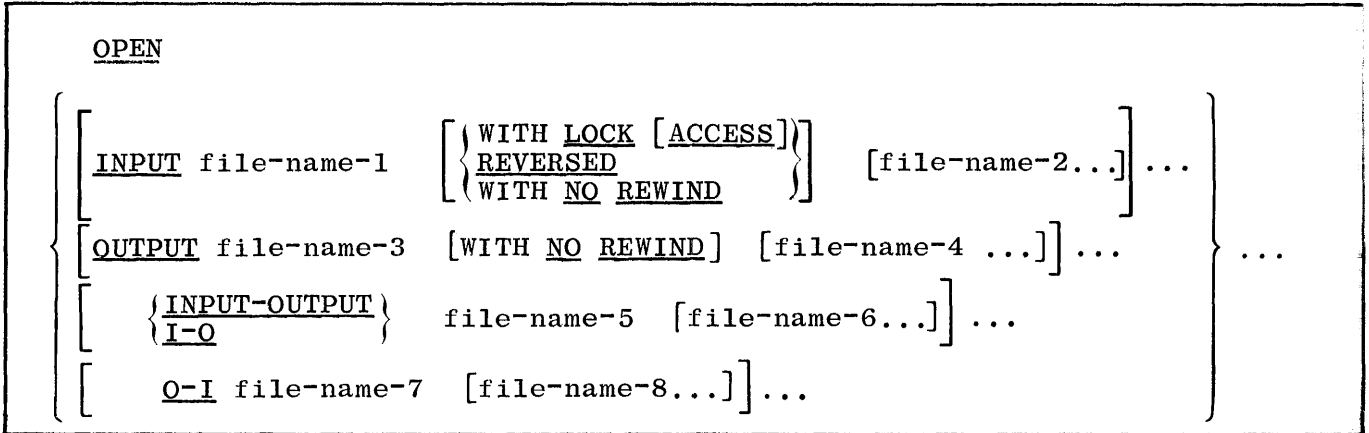 OPEN
WITH LOCK [ACCESS]
INPUT file-name-1 REVERSED [file-name-2...] ...
WITH NO REWIND
OUTPUT file-name-3 [WITH NO REWIND] [file-name-4 ...] ... ...
INPUT-OUTPUT
I-O file-name-5 [file-name-6...] ...
O-I file-name-7 [file-name-8...] ...